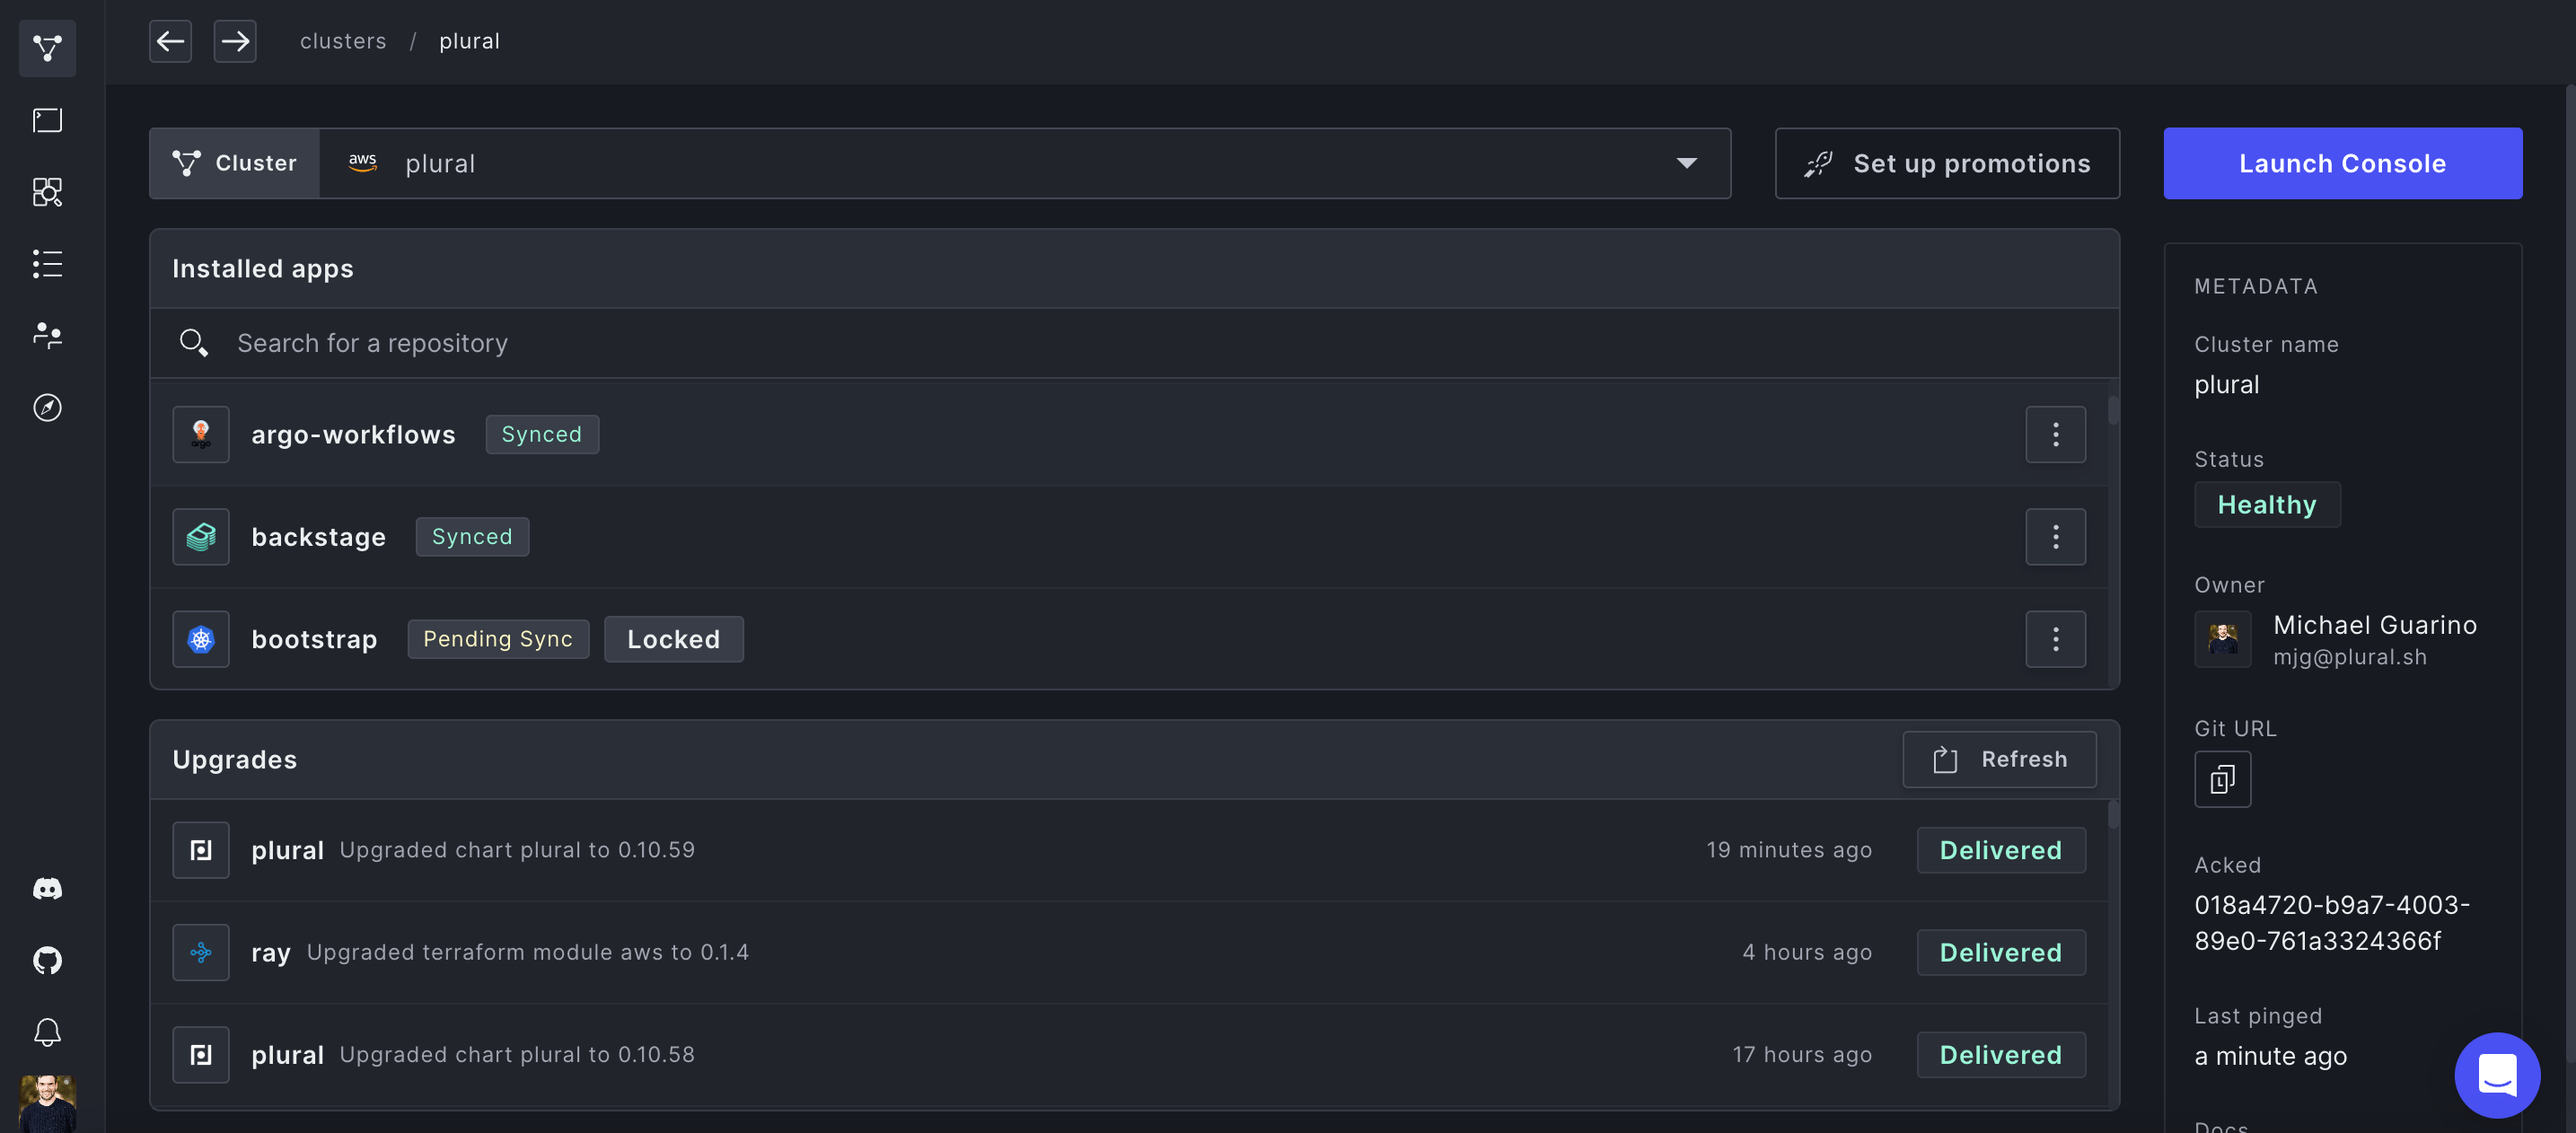 clusters / plural
Cluster
aws
plural
Set up promotions
Launch Console
Installed apps
Search for a repository
argo
argo-workflows
Synced
backstage
Synced
bootstrap
Pending Sync
Locked
Upgrades
Refresh
plural
Upgraded chart plural to 0.10.59
19 minutes ago
Delivered
ray
Upgraded terraform module aws to 0.1.4
4 hours ago
Delivered
plural
Upgraded chart plural to 0.10.58
17 hours ago
Delivered
METADATA
Cluster name
plural
Status
Healthy
Owner
Michael Guarino
mjg@plural.sh
Git URL
Acked
018a4720-b9a7-4003-
89e0-761a3324366f
Last pinged
a minute ago
Docs